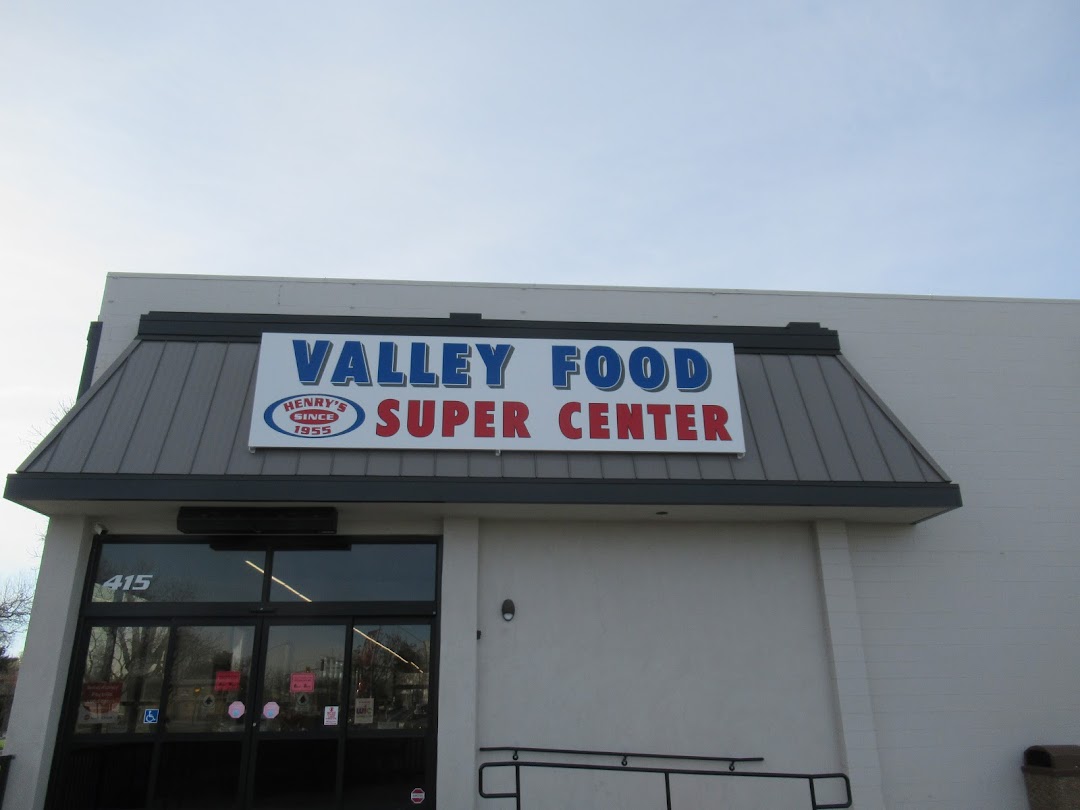 VALLEY FOOD
HENRY'S
SINCE
1955
SUPER CENTER
415